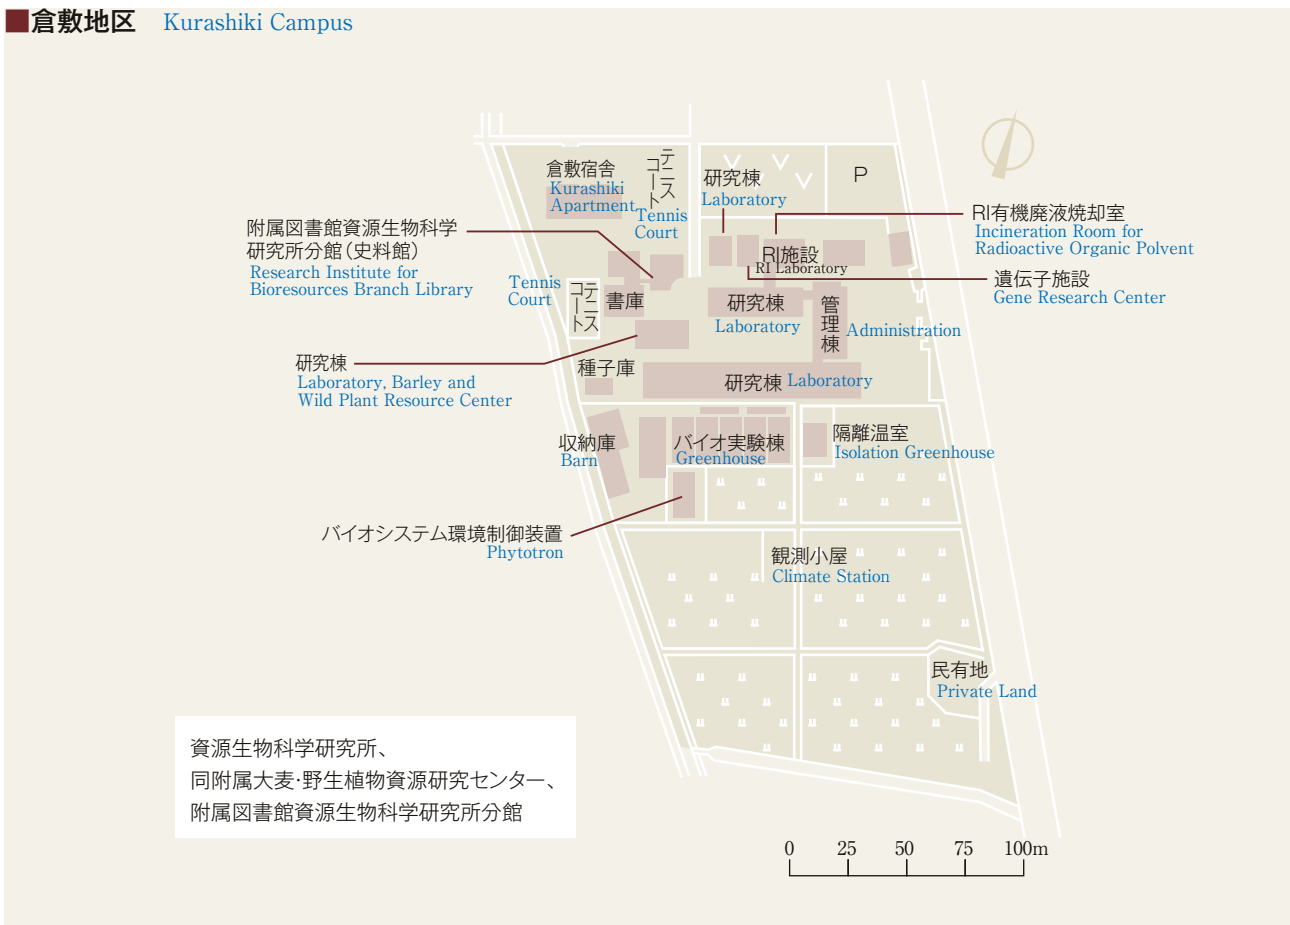 ■倉敷地区 Kurashiki Campus
倉敷宿舎
Kurashiki
Apartment
テニス
コート
Tennis
Court
研究棟
Laboratory
P
附属図書館資源生物科学
研究所分館(史料館)
Research Institute for
Bioresources Branch Library
RI有機廃液焼却室
Incineration Room for
Radioactive Organic Polvent
RI施設
RI Laboratory
遺伝子施設
Gene Research Center
Tennis
Court
テニス
コート
書庫
研究棟
Laboratory
管理棟
Administration
研究棟
Laboratory, Barley and
Wild Plant Resource Center
種子庫
研究棟 Laboratory
収納庫
Barn
バイオ実験棟
Greenhouse
隔離温室
Isolation Greenhouse
バイオシステム環境制御装置
Phytotron
観測小屋
Climate Station
民有地
Private Land
資源生物科学研究所、
同附属大麦・野生植物資源研究センター、
附属図書館資源生物科学研究所分館
0 25 50 75 100m